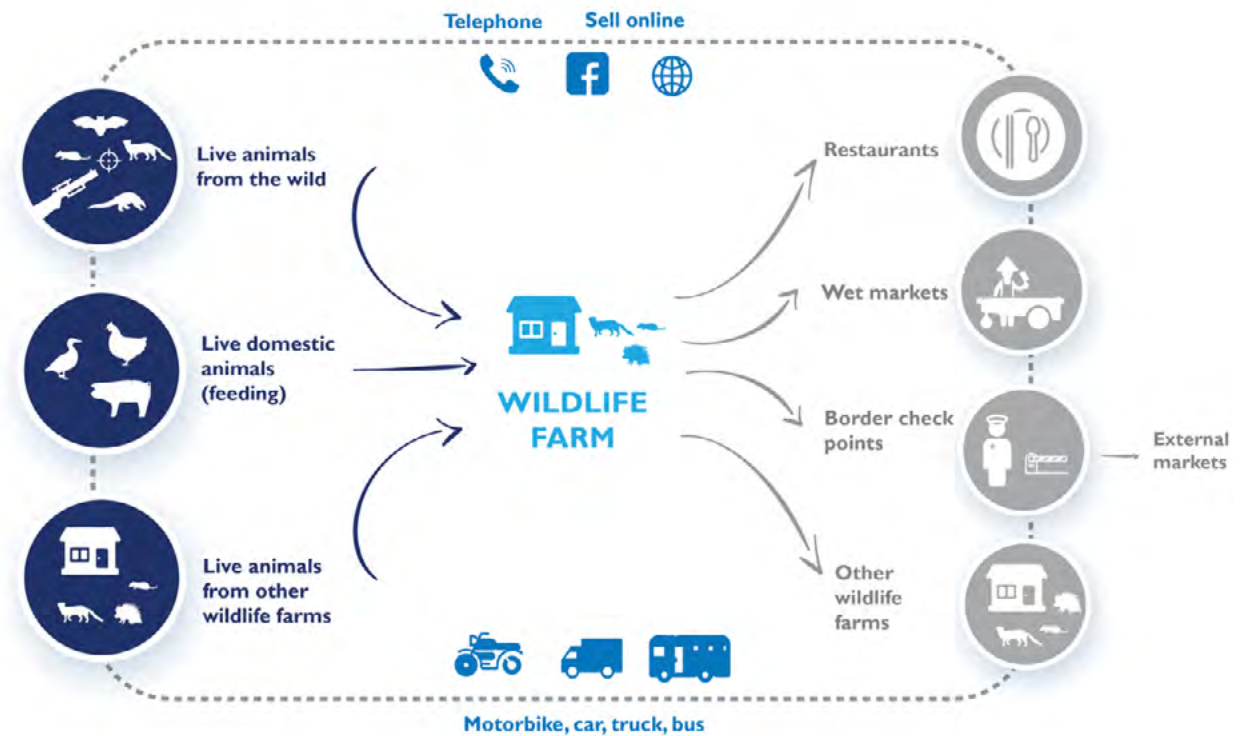 Telephone
Sell online
Live animals
from the wild
Live domestic
animals
(feeding)
Live animals
from other
wildlife farms
WILDLIFE
FARM
Restaurants
Wet markets
Border check
points
External
markets
Other
wildlife
farms
Motorbike, car, truck, bus